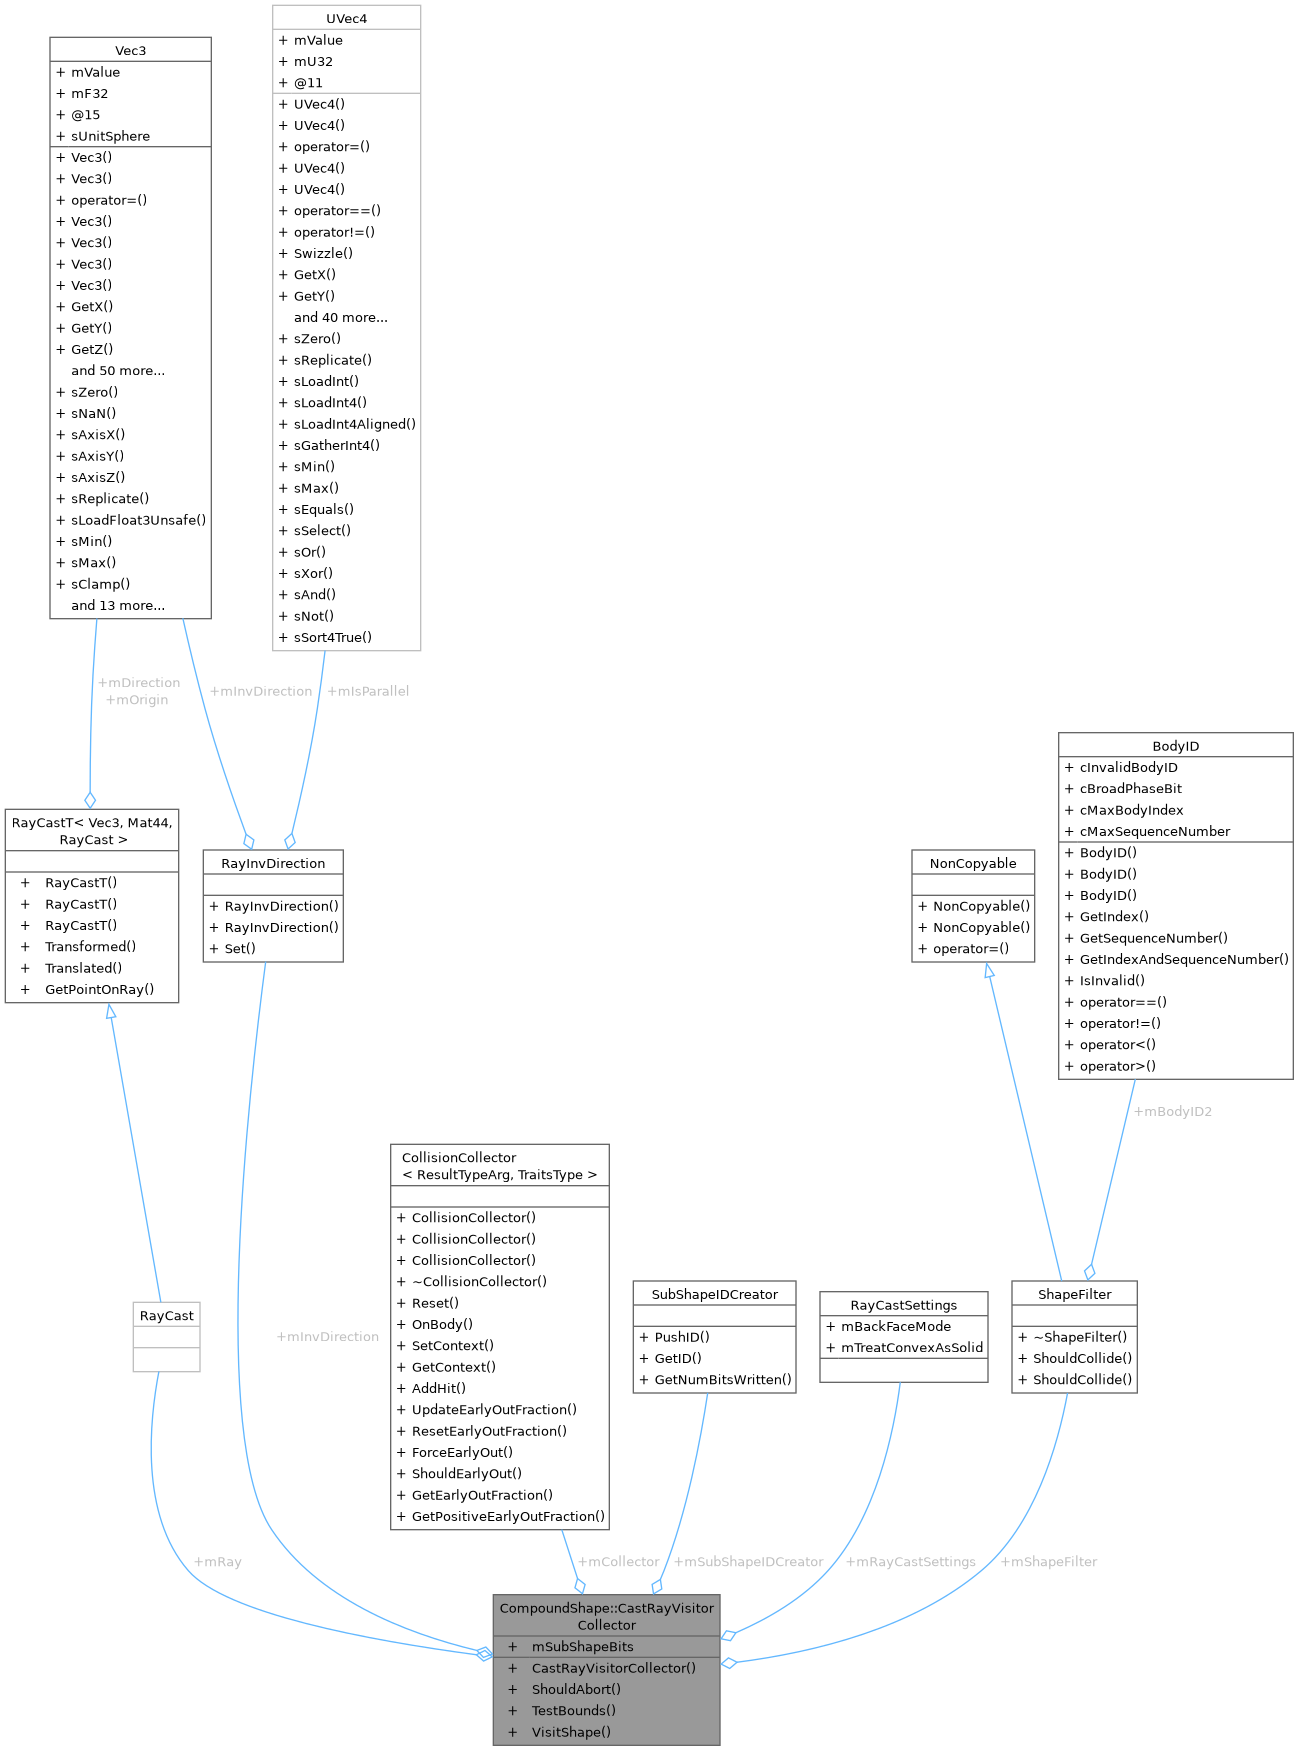 UVec4
+ mValue
+ mU32
+ @11
+ UVec4()
+ UVec4()
+ operator=()
+ UVec4()
+ UVec4()
+ operator==()
+ operator!=()
+ Swizzle()
+ GetX()
+ GetY()
and 40 more...
+ sZero()
+ sReplicate()
+ sLoadInt()
+ sLoadInt4()
+ sLoadInt4Aligned()
+ sGatherInt4()
+ sMin()
+ sMax()
+ sEquals()
+ sSelect()
+ sOr()
+ sXor()
+ sAnd()
+ sNot()
+ sSort4True()
Vec3
+ mValue
+ mF32
+ @15
+ sUnitSphere
+ Vec3()
+ Vec3()
+ operator=()
+ Vec3()
+ Vec3()
+ Vec3()
+ Vec3()
+ GetX()
+ GetY()
+ GetZ()
and 50 more...
+ sZero()
+ sNaN()
+ sAxisX()
+ sAxisY()
+ sAxisZ()
+ sReplicate()
+ sLoadFloat3Unsafe()
+ sMin()
+ sMax()
+ sClamp()
and 13 more...
+mDirection
+mOrigin
+mInvDirection
+mIsParallel
RayCastT< Vec3, Mat44,
RayCast >
+ RayCastT()
+ RayCastT()
+ RayCastT()
+ Transformed()
+ Translated()
+ GetPointOnRay()
RayInvDirection
+ RayInvDirection()
+ RayInvDirection()
+ Set()
NonCopyable
+ NonCopyable()
+ NonCopyable()
+ operator=()
BodyID
+ cInvalidBodyID
+ cBroadPhaseBit
+ cMaxBodyIndex
+ cMaxSequenceNumber
+ BodyID()
+ BodyID()
+ BodyID()
+ GetIndex()
+ GetSequenceNumber()
+ GetIndexAndSequenceNumber()
+ IsInvalid()
+ operator==()
+ operator!=()
+ operator<()
+ operator>()
+mBodyID2
RayCast
+mInvDirection
CollisionCollector
< ResultTypeArg, TraitsType >
+ CollisionCollector()
+ CollisionCollector()
+ CollisionCollector()
+ ~CollisionCollector()
+ Reset()
+ OnBody()
+ SetContext()
+ GetContext()
+ AddHit()
+ UpdateEarlyOutFraction()
+ ResetEarlyOutFraction()
+ ForceEarlyOut()
+ ShouldEarlyOut()
+ GetEarlyOutFraction()
+ GetPositiveEarlyOutFraction()
SubShapeIDCreator
+ PushID()
+ GetID()
+ GetNumBitsWritten()
RayCastSettings
+ mBackFaceMode
+ mTreatConvexAsSolid
ShapeFilter
+ ~ShapeFilter()
+ ShouldCollide()
+ ShouldCollide()
+mRay
+mCollector
+mSubShapeIDCreator
+mRayCastSettings
+mShapeFilter
CompoundShape::CastRayVisitor
Collector
+ mSubShapeBits
+ CastRayVisitorCollector()
+ ShouldAbort()
+ TestBounds()
+ VisitShape()